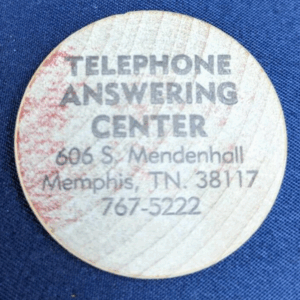 TELEPHONE
ANSWERING
CENTER
606 S. Mendenhall
Memphis, TN. 38117
767-5222